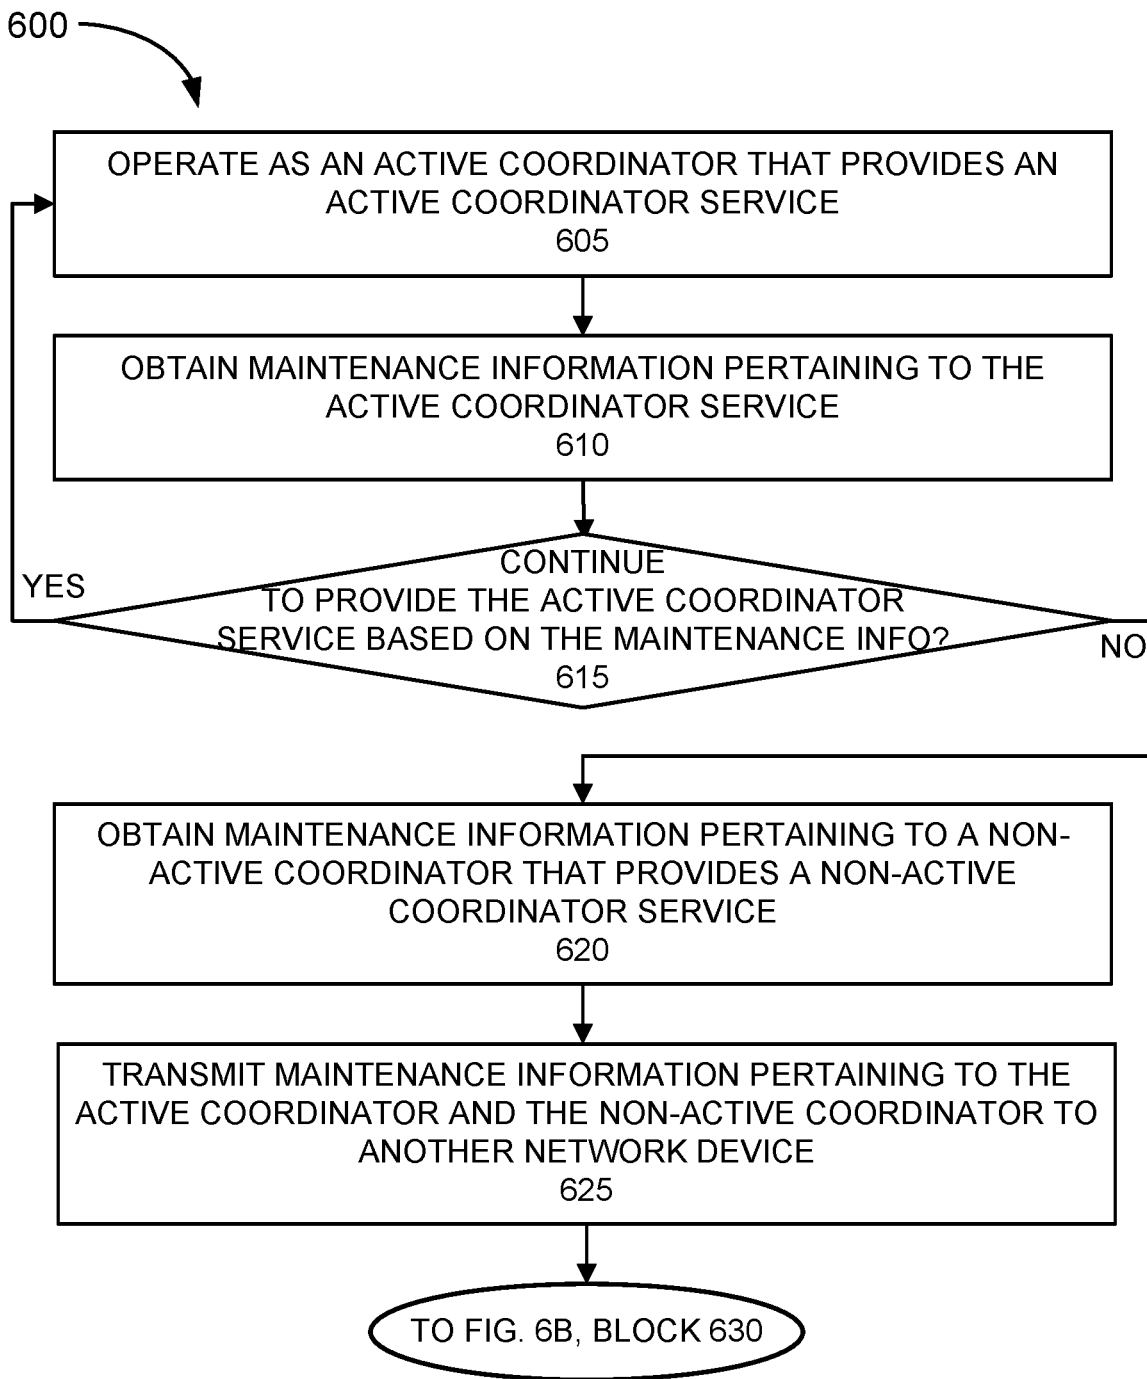 600
OPERATE AS AN ACTIVE COORDINATOR THAT PROVIDES AN
ACTIVE COORDINATOR SERVICE
605
OBTAIN MAINTENANCE INFORMATION PERTAINING TO THE
ACTIVE COORDINATOR SERVICE
610
CONTINUE
TO PROVIDE THE ACTIVE COORDINATOR
SERVICE BASED ON THE MAINTENANCE INFO?
615
YES
NO
OBTAIN MAINTENANCE INFORMATION PERTAINING TO A NON-
ACTIVE COORDINATOR THAT PROVIDES A NON-ACTIVE
COORDINATOR SERVICE
620
TRANSMIT MAINTENANCE INFORMATION PERTAINING TO THE
ACTIVE COORDINATOR AND THE NON-ACTIVE COORDINATOR TO
ANOTHER NETWORK DEVICE
625
TO FIG. 6B, BLOCK 630